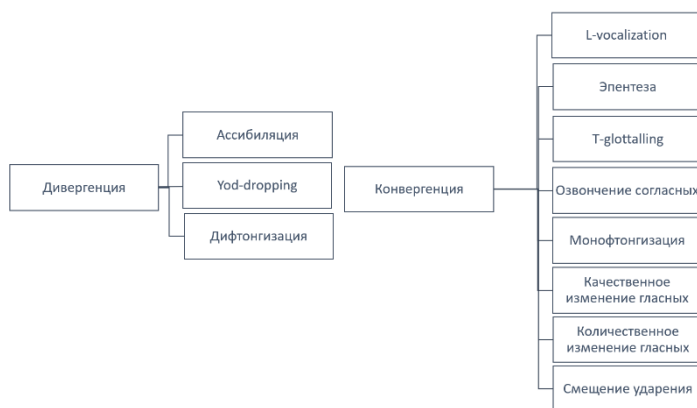 Дивергенция
Ассибиляция
Yod-dropping
Дифтонгизация
Конвергенция
L-vocalization
Эпентеза
T-glottalling
Озвончение согласных
Монофтонгизация
Качественное
изменение гласных
Количественное
изменение гласных
Смещение ударения